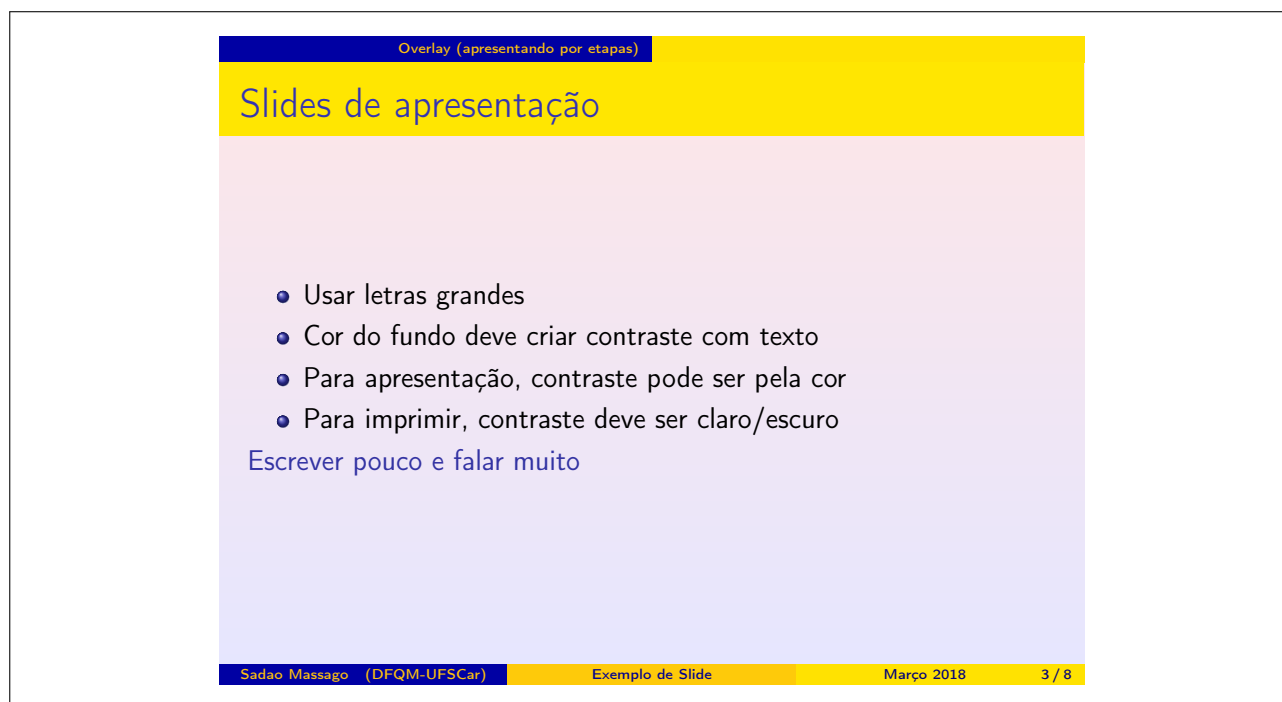 Overlay (apresentando por etapas)
Slides de apresentação
Usar letras grandes
Cor do fundo deve criar contraste com texto
Para apresentação, contraste pode ser pela cor
Para imprimir, contraste deve ser claro/escuro
Escrever pouco e falar muito
Sadao Massago (DFQM-UFSCar) Exemplo de Slide Março 2018 3 / 8